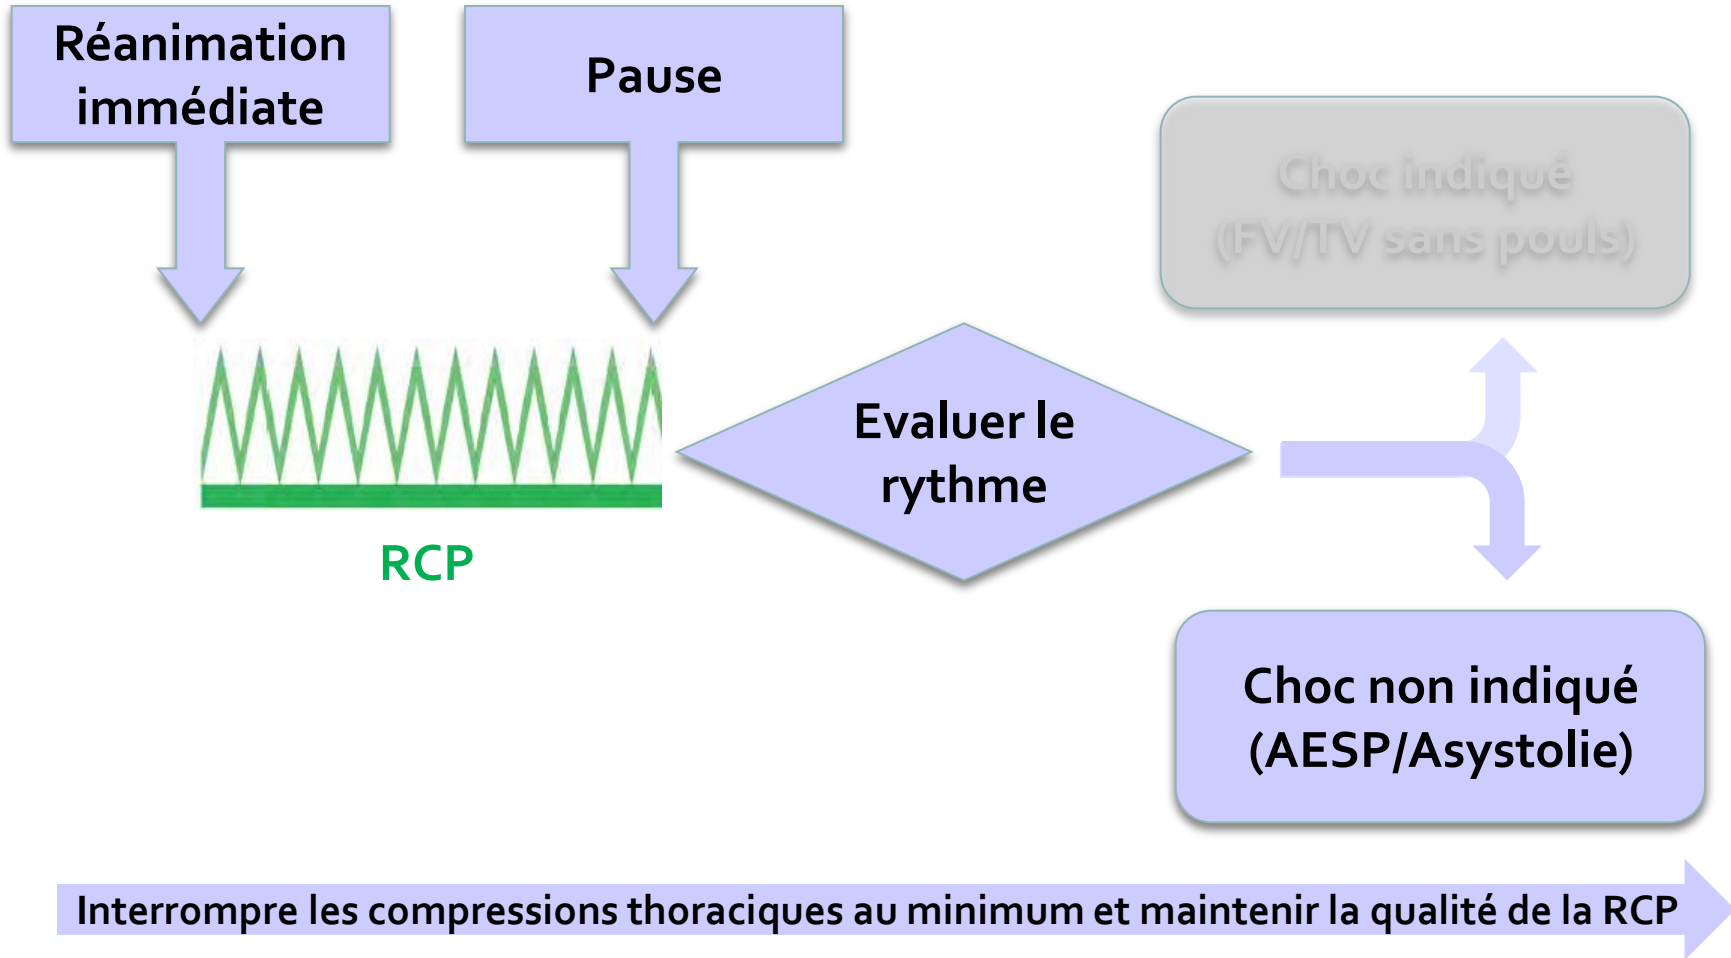 Réanimation
immédiate
Pause
Choc indiqué
(FV/TV sans pouls)
Evaluer le
rythme
RCP
Choc non indiqué
(AESP/Asystolie)
Interrompre les compressions thoraciques au minimum et maintenir la qualité de la RCP